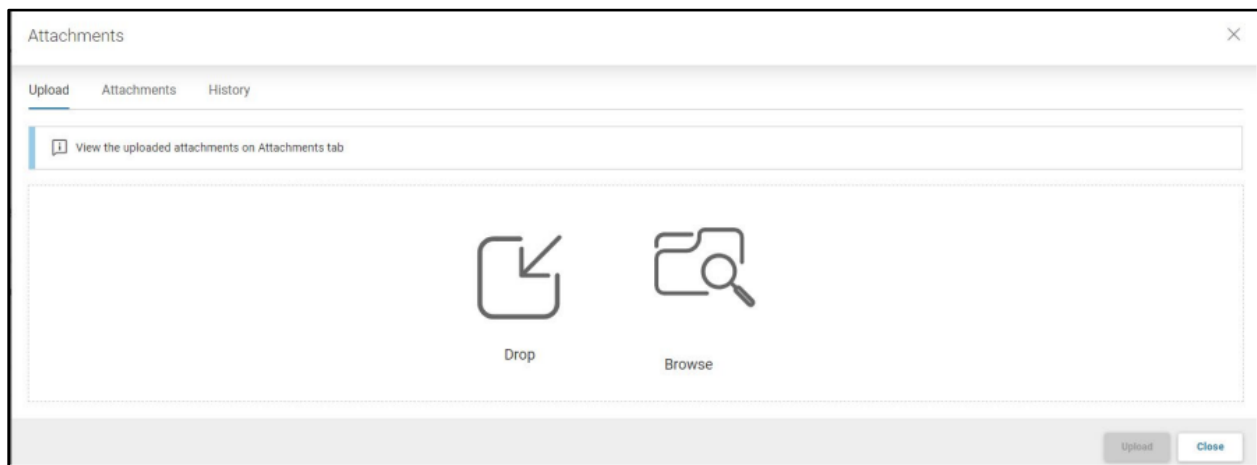 Attachments
Upload Attachments History
View the uploaded attachments on Attachments tab
Drop
Browse
Upload Close